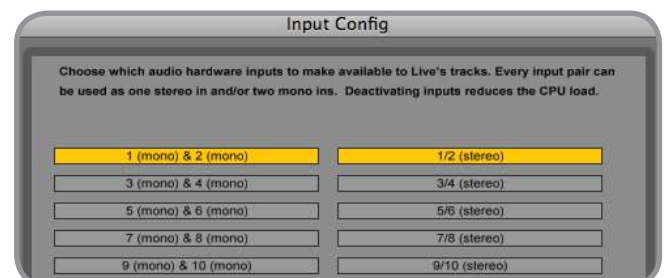 Input Config
Choose which audio hardware inputs to make available to Live's tracks. Every input pair can
be used as one stereo in and/or two mono ins. Deactivating inputs reduces the CPU load.
1 (mono) & 2 (mono) 1/2 (stereo)
3 (mono) & 4 (mono) 3/4 (stereo)
5 (mono) & 6 (mono) 5/6 (stereo)
7 (mono) & 8 (mono) 7/8 (stereo)
9 (mono) & 10 (mono) 9/10 (stereo)